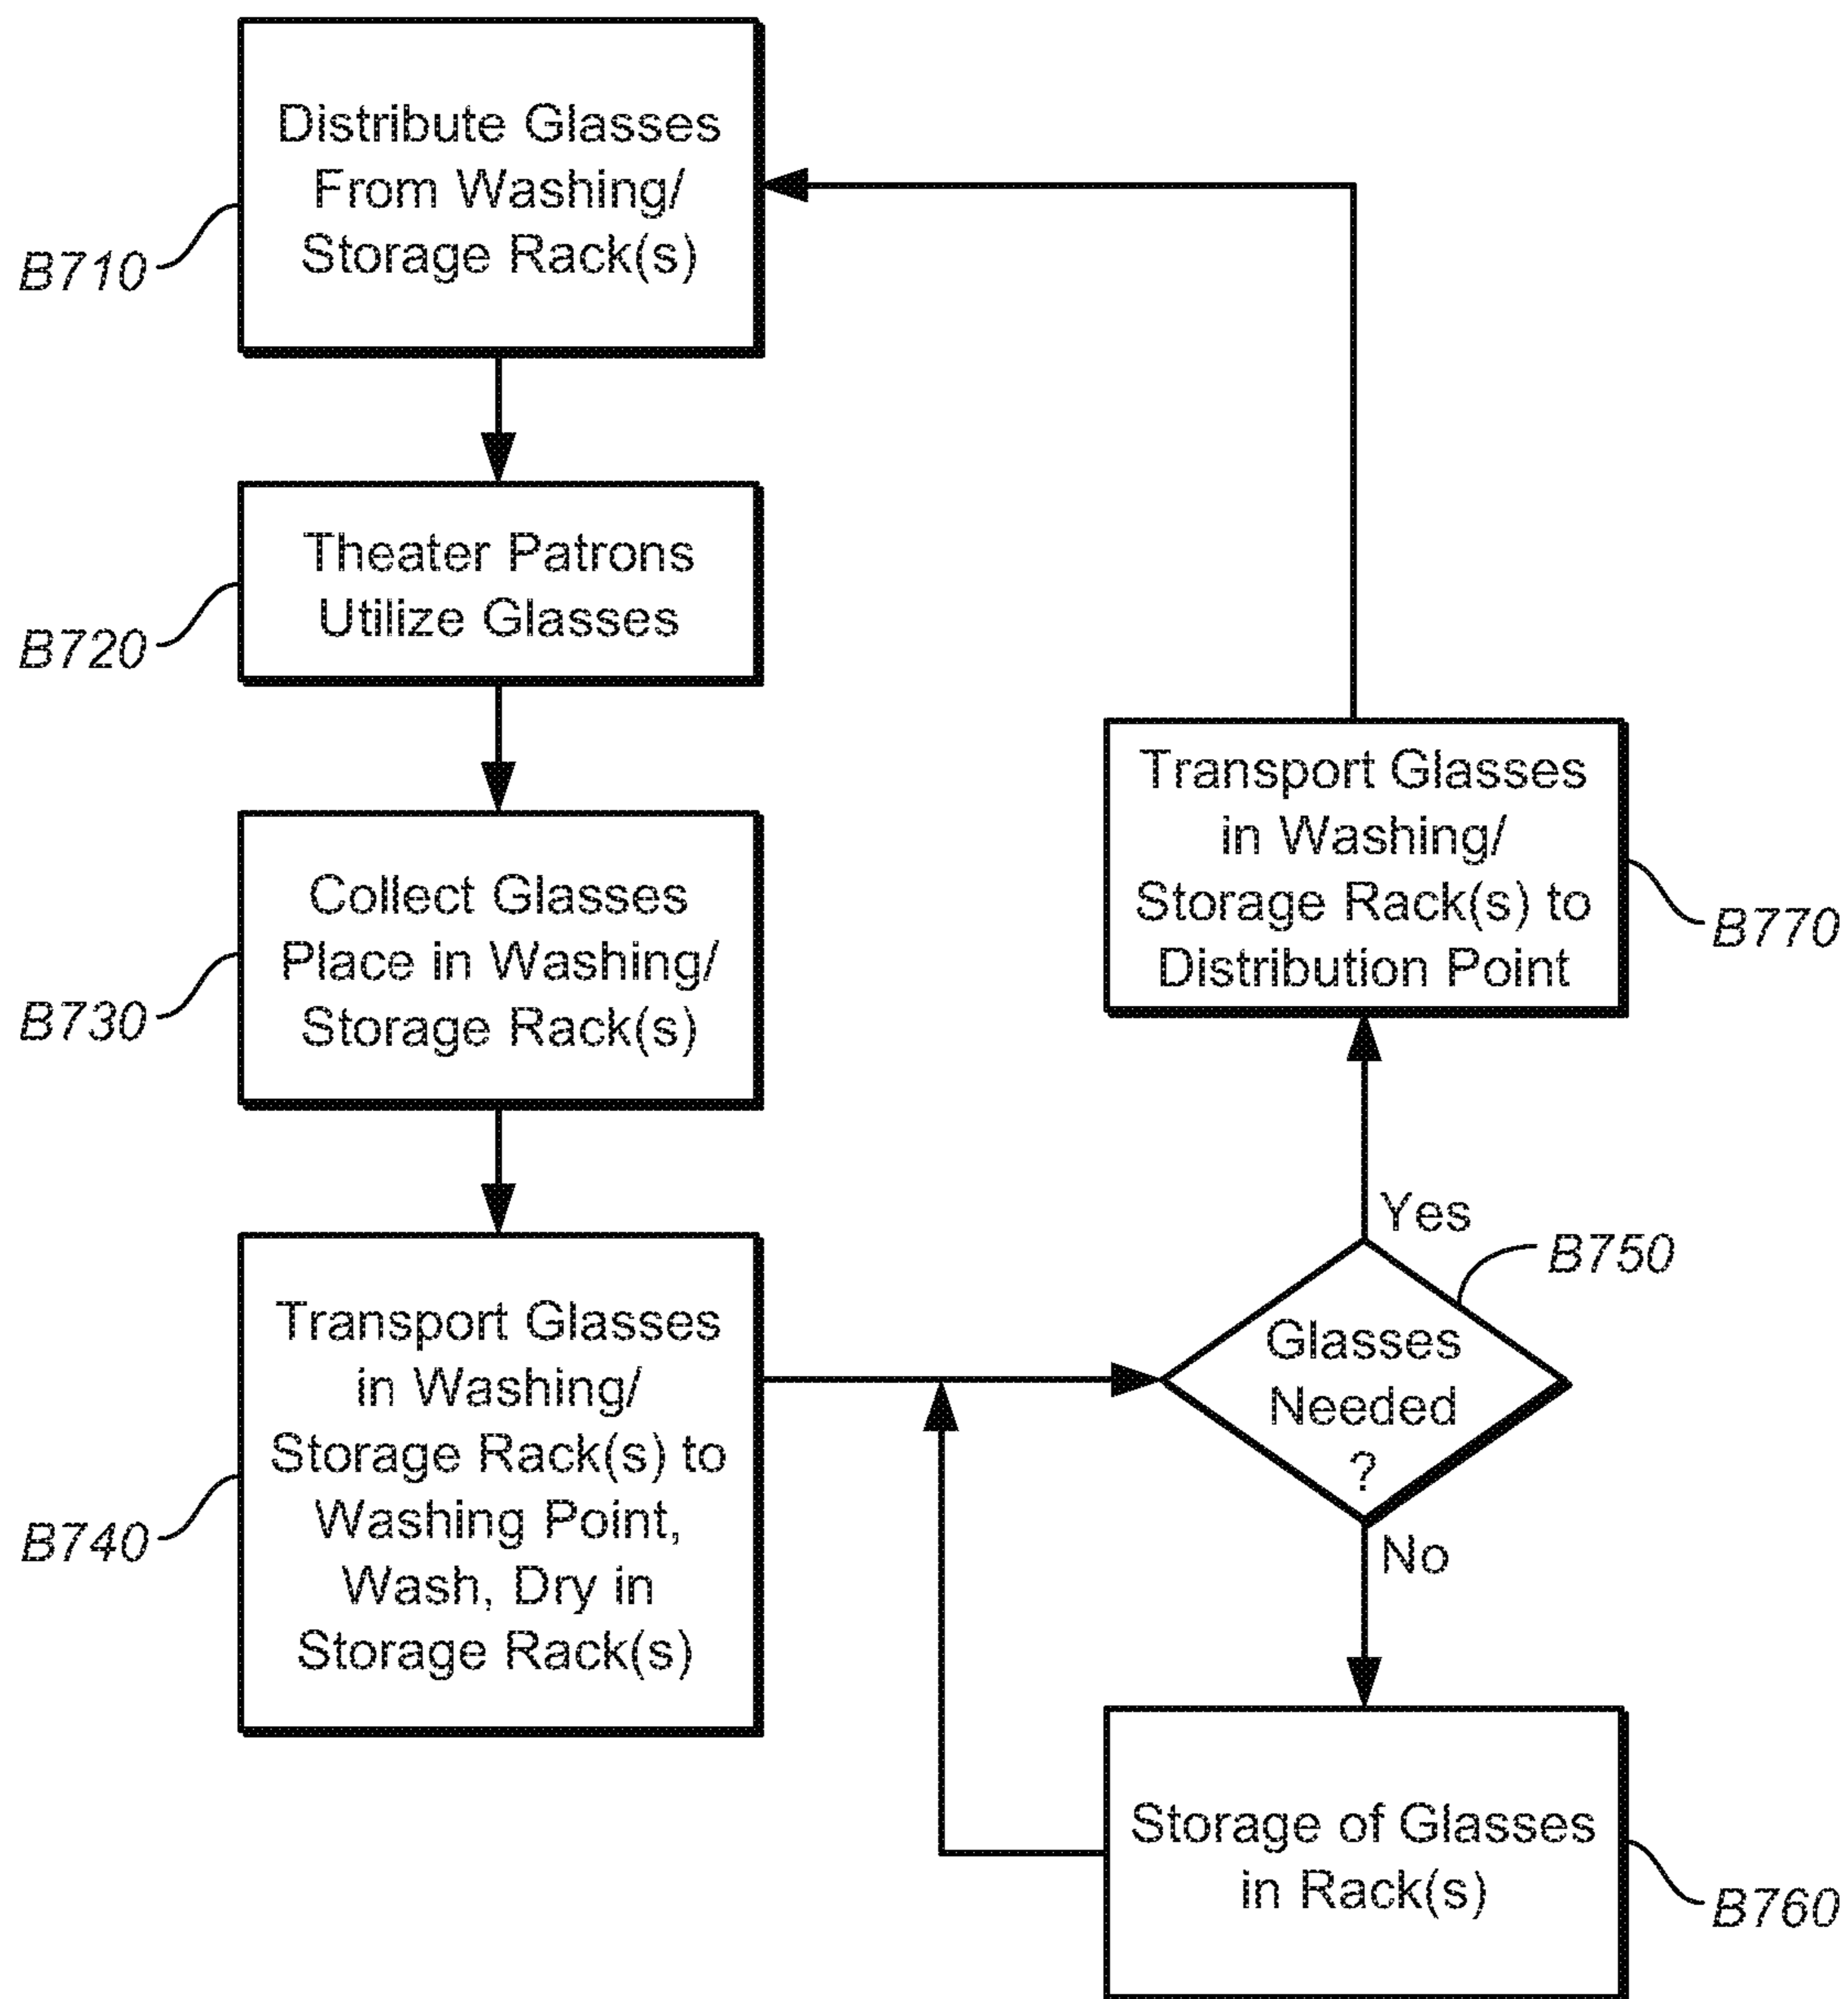 Distribute Glasses
From Washing/
Storage Rack(s)
B710
Theater Patrons
Utilize Glasses
B720
Collect Glasses
Place in Washing/
Storage Rack(s)
B730
Transport Glasses
in Washing/
Storage Rack(s) to
Washing Point,
Wash, Dry in
Storage Rack(s)
B740
Transport Glasses
in Washing/
Storage Rack(s) to
Distribution Point
B770
Yes
B750
Glasses
Needed
?
No
Storage of Glasses
in Rack(s)
B760